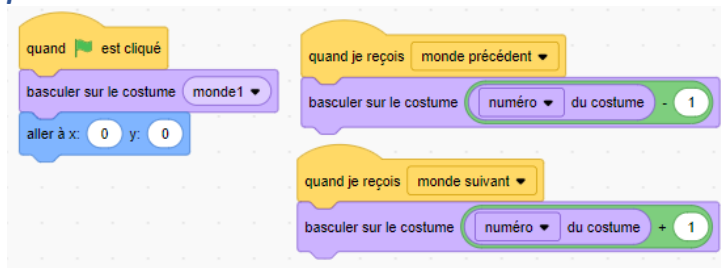 quand est cliqué
basculer sur le costume monde1
aller à x: 0 y: 0
quand je reçois monde précédent
basculer sur le costume numéro du costume - 1
quand je reçois monde suivant
basculer sur le costume numéro du costume + 1